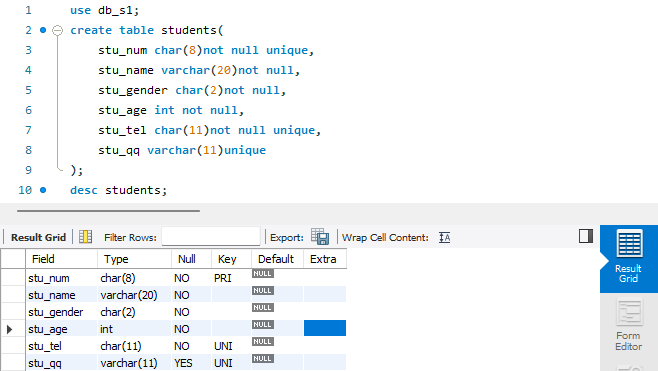 1 use db_s1;
2 create table students(
3 stu_num char(8)not null unique,
4 stu_name varchar(20)not null,
5 stu_gender char(2)not null,
6 stu_age int not null,
7 stu_tel char(11)not null unique,
8 stu_qq varchar(11)unique
9 );
10 desc students;
Result Grid Filter Rows: Export: Wrap Cell Content: IA
Field Type Null Key Default Extra
stu_num char(8) NO PRI NULL
stu_name varchar(20) NO NULL
stu_gender char(2) NO NULL
stu_age int NO NULL
stu_tel char(11) NO UNI NULL
stu_qq varchar(11) YES UNI NULL
Result
Grid
Form
Editor